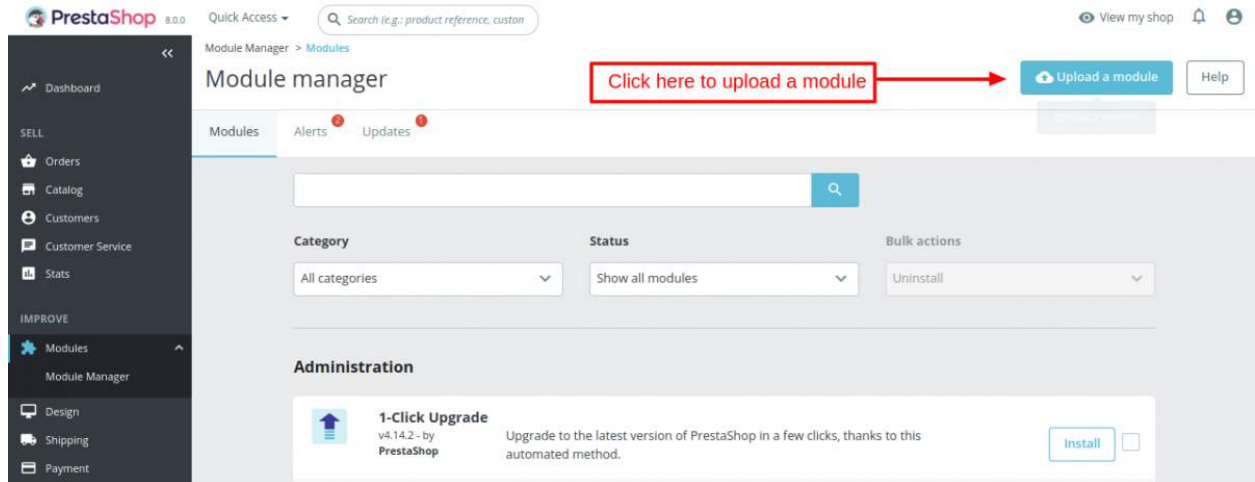 PrestaShop 8.0.0
Quick Access
Search (e.g.: product reference, custon
View my shop
Module Manager > Modules
Module manager
Click here to upload a module
Upload a module
Help
Dashboard
SELL
Orders
Catalog
Customers
Customer Service
Stats
IMPROVE
Modules
Module Manager
Design
Shipping
Payment
Modules
Alerts 2
Updates 1
Category
Status
Bulk actions
All categories
Show all modules
Uninstall
Administration
1-Click Upgrade
v4.14.2 - by
PrestaShop
Upgrade to the latest version of PrestaShop in a few clicks, thanks to this
automated method.
Install